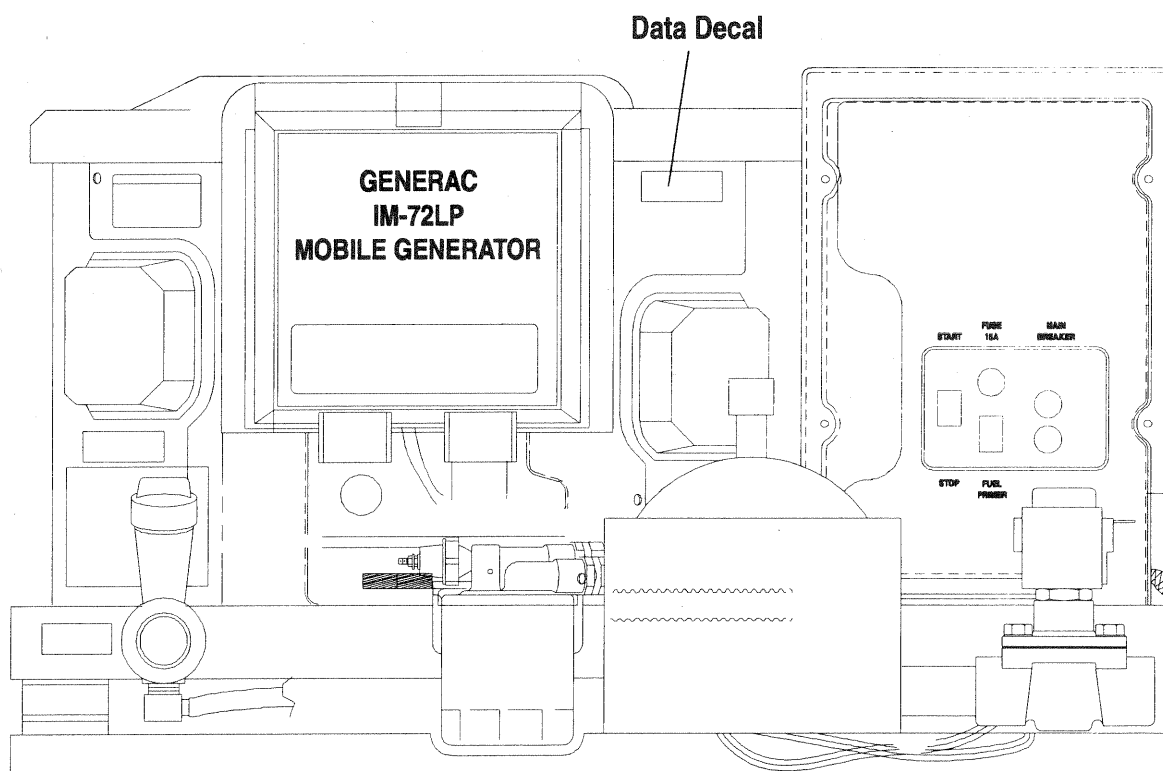 Data Decal
GENERAC
IM-72LP
MOBILE GENERATOR
START
FUSE
15A
MAIN
BREAKER
STOP
FUEL
PRIMER